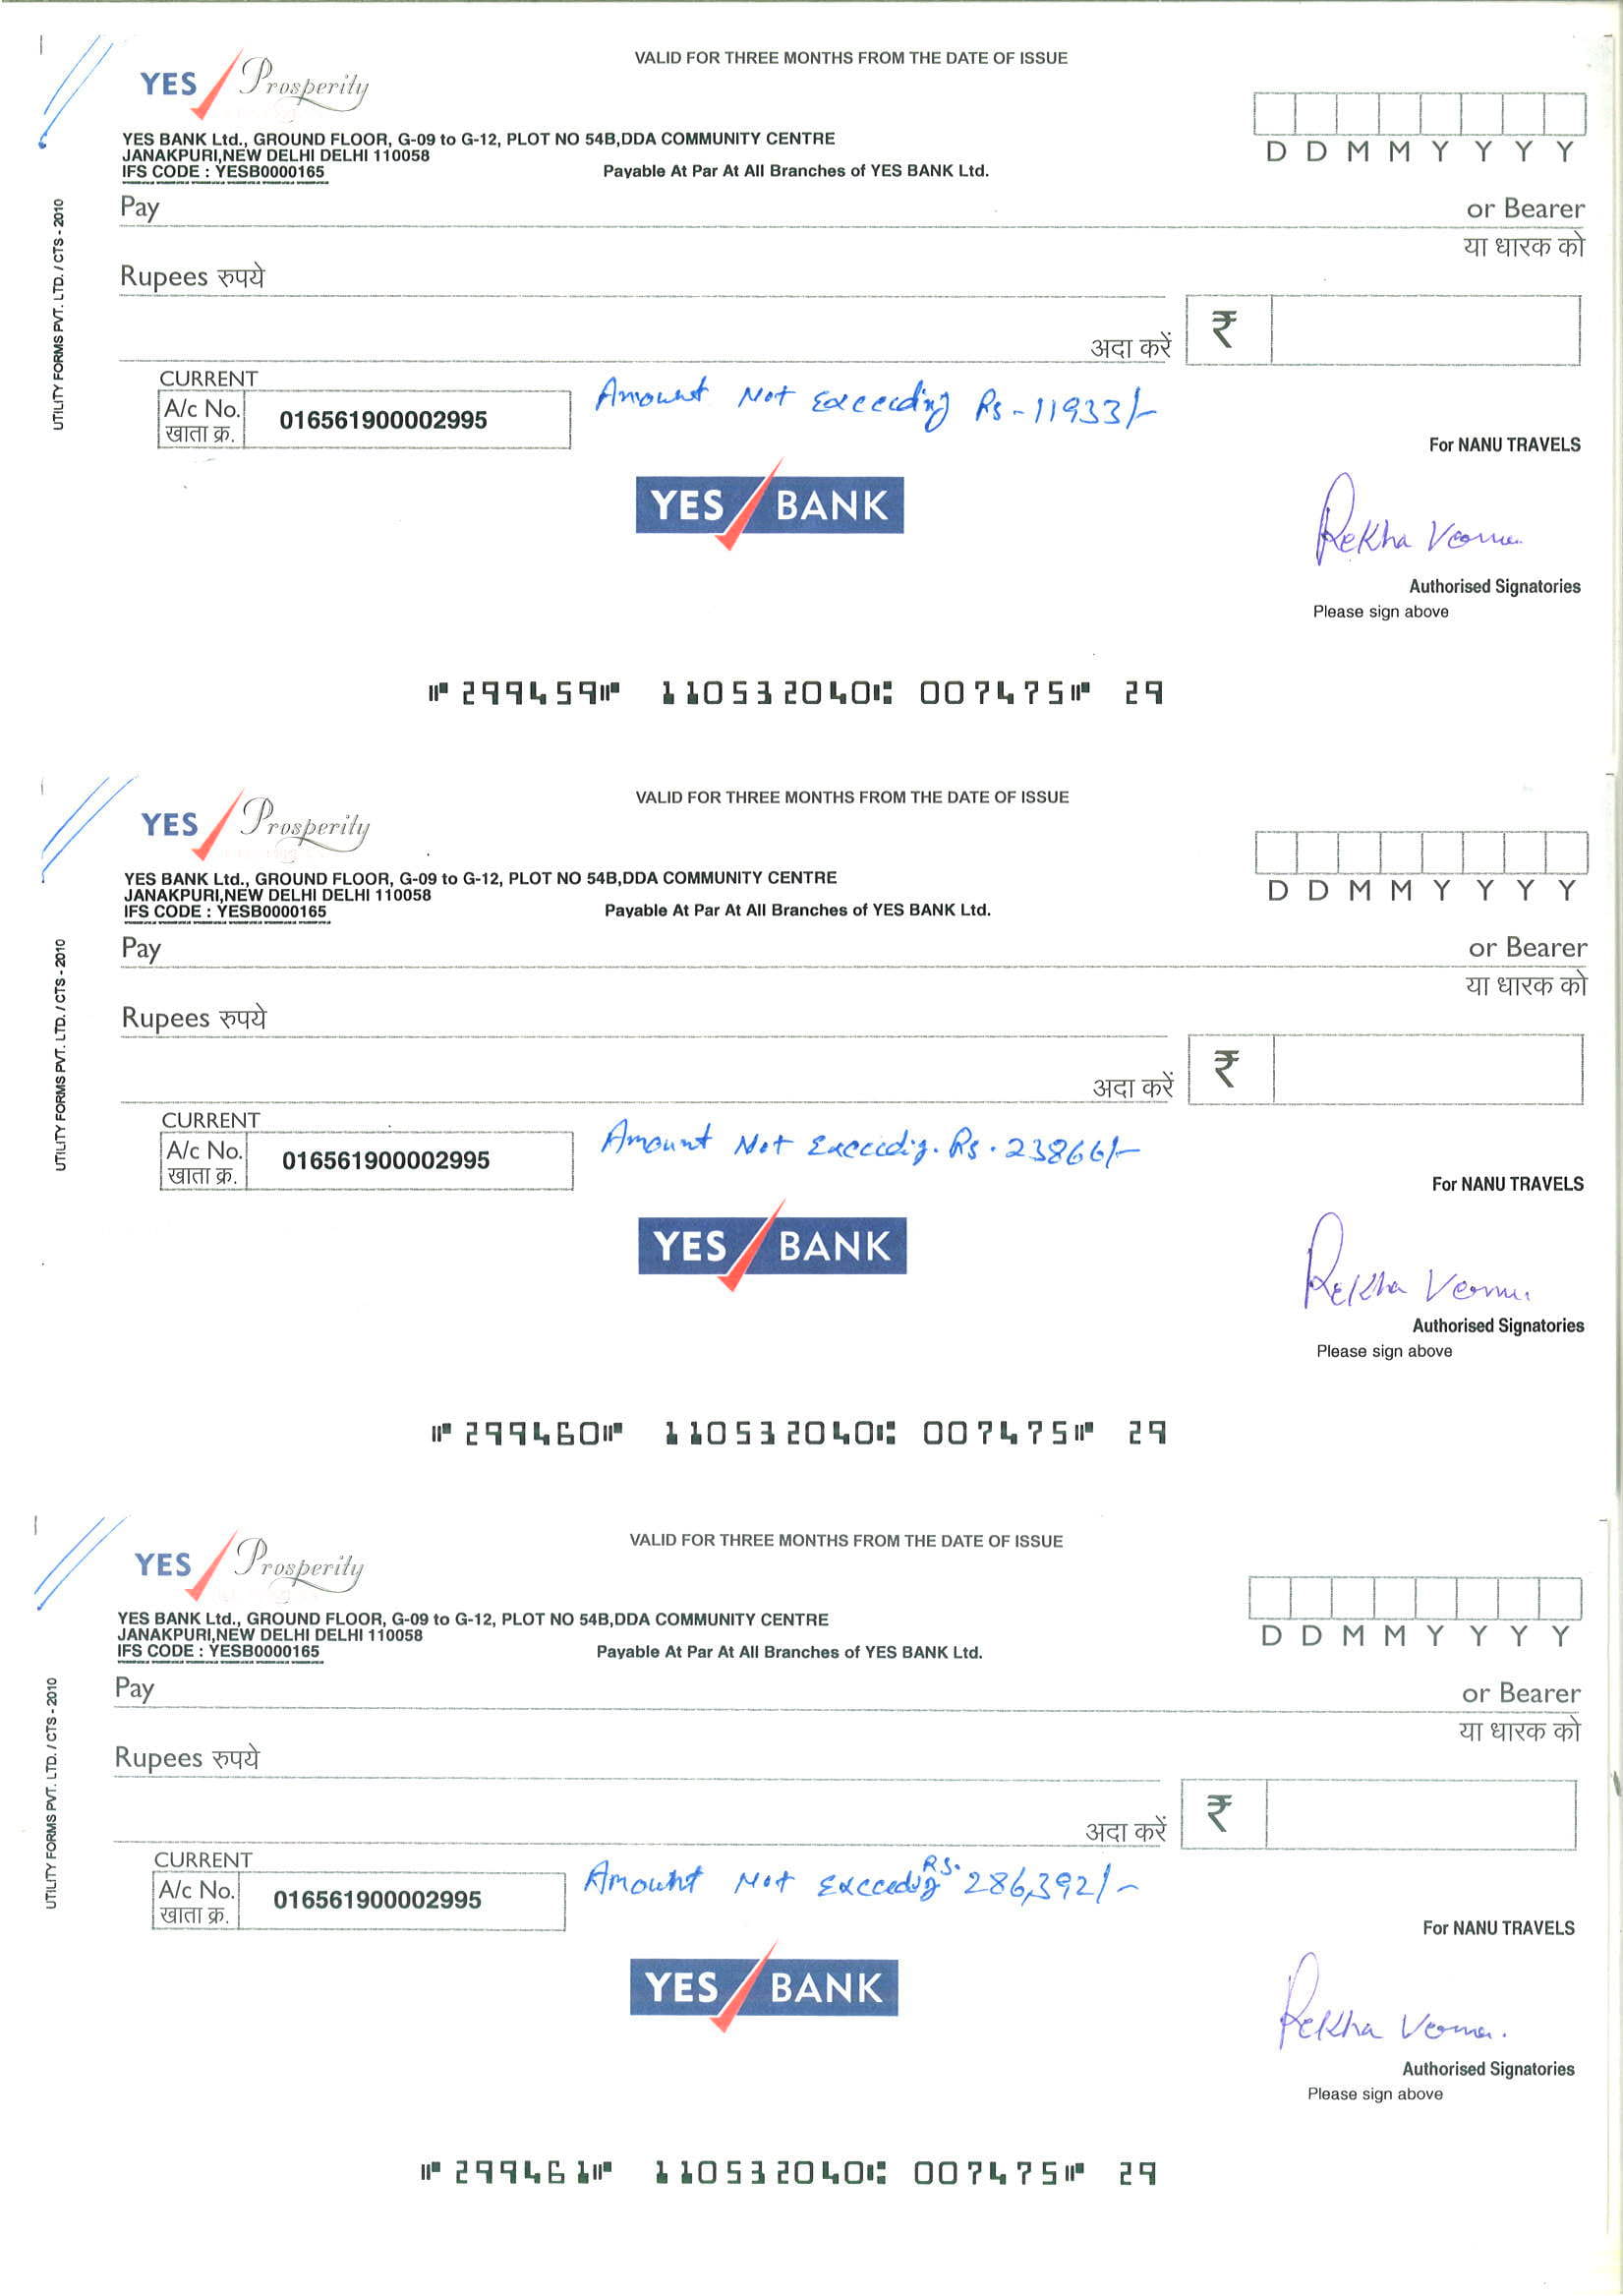 YES Prosperity
VALID FOR THREE MONTHS FROM THE DATE OF ISSUE
YES BANK Ltd., GROUND FLOOR, G-09 to G-12, PLOT NO 54B,DDA COMMUNITY CENTRE
JANAKPURI,NEW DELHI DELHI 110058
IFS CODE : YESB0000165
Payable At Par At All Branches of YES BANK Ltd.
D D M M Y Y Y Y
Pay
or Bearer
या धारक को
Rupees रुपये
अदा करें
₹
CURRENT
A/c No.
खाता क्र.
016561900002995
Amount Not Exceeding Rs-11933/-
For NANU TRAVELS
YES BANK
Rekha Verma
Authorised Signatories
Please sign above
UTILITY FORMS PVT. LTD. / CTS - 2010
⑈299459⑈ 110532040⑆ 007475⑈ 29
YES Prosperity
VALID FOR THREE MONTHS FROM THE DATE OF ISSUE
YES BANK Ltd., GROUND FLOOR, G-09 to G-12, PLOT NO 54B,DDA COMMUNITY CENTRE
JANAKPURI,NEW DELHI DELHI 110058
IFS CODE : YESB0000165
Payable At Par At All Branches of YES BANK Ltd.
D D M M Y Y Y Y
Pay
or Bearer
या धारक को
Rupees रुपये
अदा करें
₹
CURRENT
A/c No.
खाता क्र.
016561900002995
Amount Not Exceedig. Rs. 23866/-
For NANU TRAVELS
YES BANK
Rekha Verma
Authorised Signatories
Please sign above
UTILITY FORMS PVT. LTD. / CTS - 2010
⑈299460⑈ 110532040⑆ 007475⑈ 29
YES Prosperity
VALID FOR THREE MONTHS FROM THE DATE OF ISSUE
YES BANK Ltd., GROUND FLOOR, G-09 to G-12, PLOT NO 54B,DDA COMMUNITY CENTRE
JANAKPURI,NEW DELHI DELHI 110058
IFS CODE : YESB0000165
Payable At Par At All Branches of YES BANK Ltd.
D D M M Y Y Y Y
Pay
or Bearer
या धारक को
Rupees रुपये
अदा करें
₹
CURRENT
A/c No.
खाता क्र.
016561900002995
Amount Not Exceedig Rs. 286,392/-
For NANU TRAVELS
YES BANK
Rekha Verma.
Authorised Signatories
Please sign above
UTILITY FORMS PVT. LTD. / CTS - 2010
⑈299461⑈ 110532040⑆ 007475⑈ 29